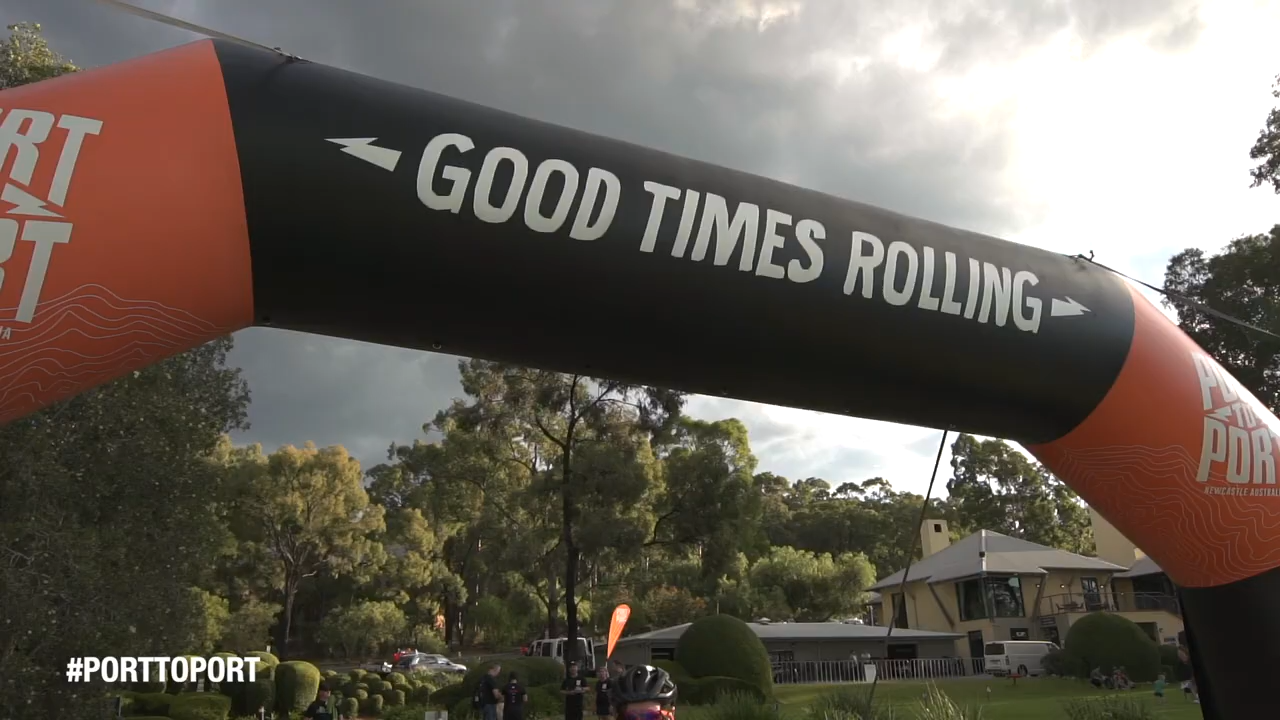 GOOD TIMES ROLLING
PORT
TO
PORT
NEWCASTLE AUSTRALIA
#PORTTOPORT